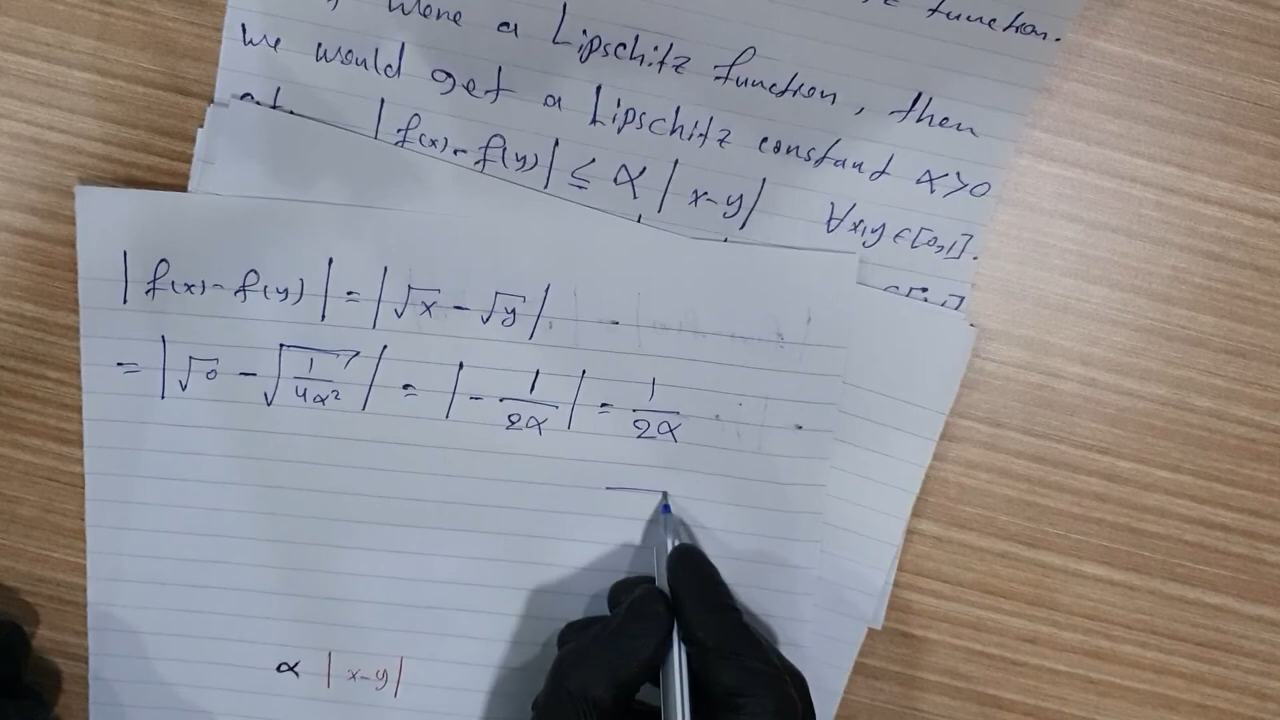 function.
were a Lipschitz function, then
we would get a Lipschitz constand α>0
|f(x)-f(y)| ≤ α |x-y| ∀x,y∈[0,1].
|f(x)-f(y)| = |√x - √y|
= |√0 - √(1/4α²)| = |-1/2α| = 1/2α
α |x-y|